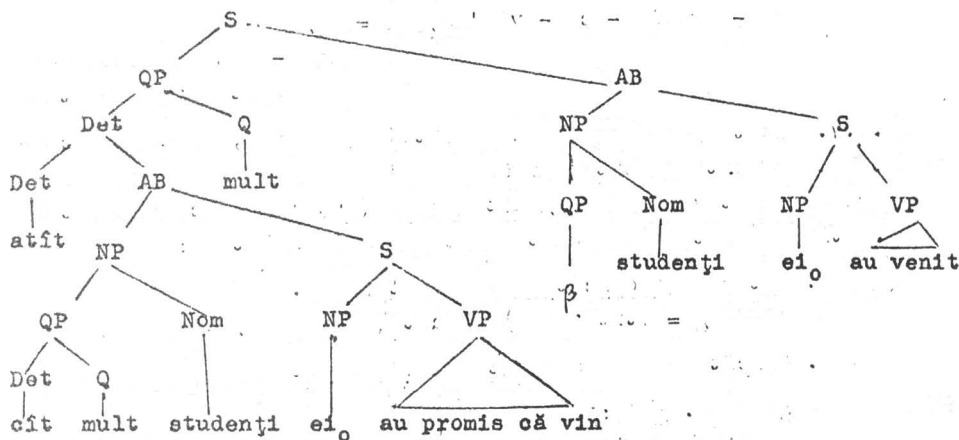 S
QP AB
Det Q NP S
Det AB mult QP Nom NP VP
atît NP S studenţi ei₀ au venit
β
QP Nom NP VP
Det Q
cît mult studenţi ei₀ au promis că vin